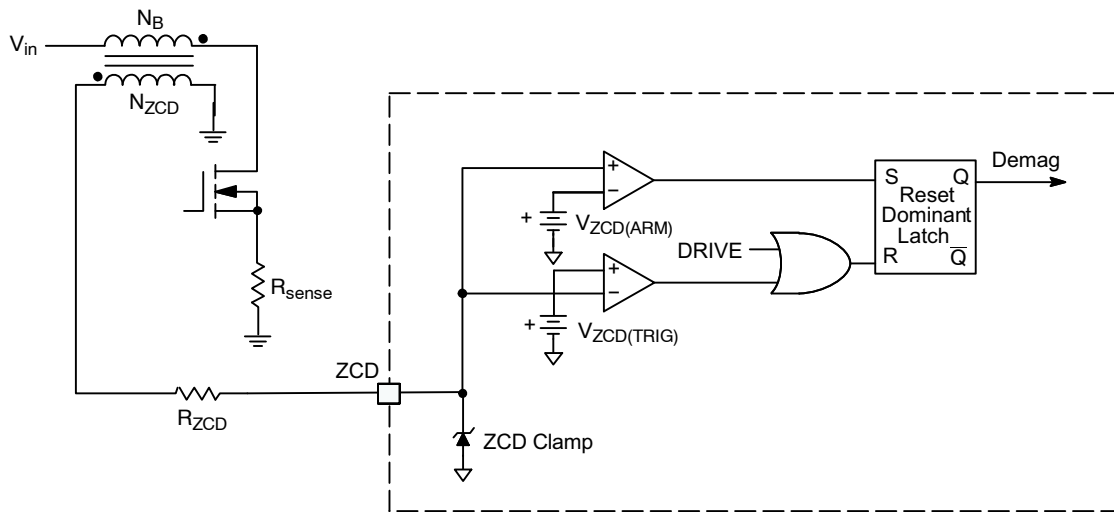 N_B
V_in
N_ZCD
R_sense
R_ZCD
ZCD
ZCD Clamp
+
−
+
V_ZCD(ARM)
+
−
+
V_ZCD(TRIG)
DRIVE
S Q
Reset
Dominant
Latch
R Q̅
Demag